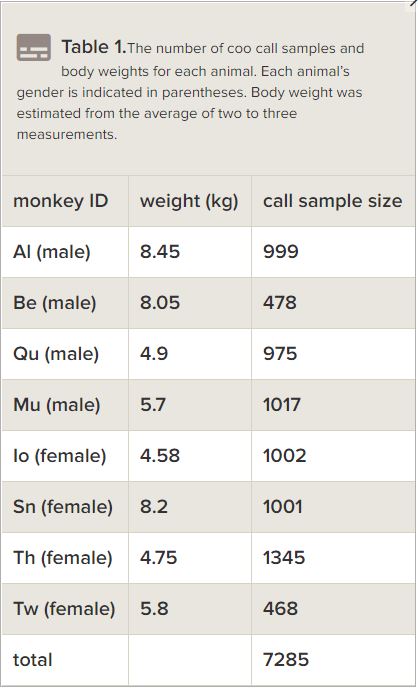 Table 1.The number of coo call samples and
body weights for each animal. Each animal's
gender is indicated in parentheses. Body weight was
estimated from the average of two to three
measurements.
monkey ID weight (kg) call sample size
Al (male) 8.45 999
Be (male) 8.05 478
Qu (male) 4.9 975
Mu (male) 5.7 1017
Io (female) 4.58 1002
Sn (female) 8.2 1001
Th (female) 4.75 1345
Tw (female) 5.8 468
total 7285